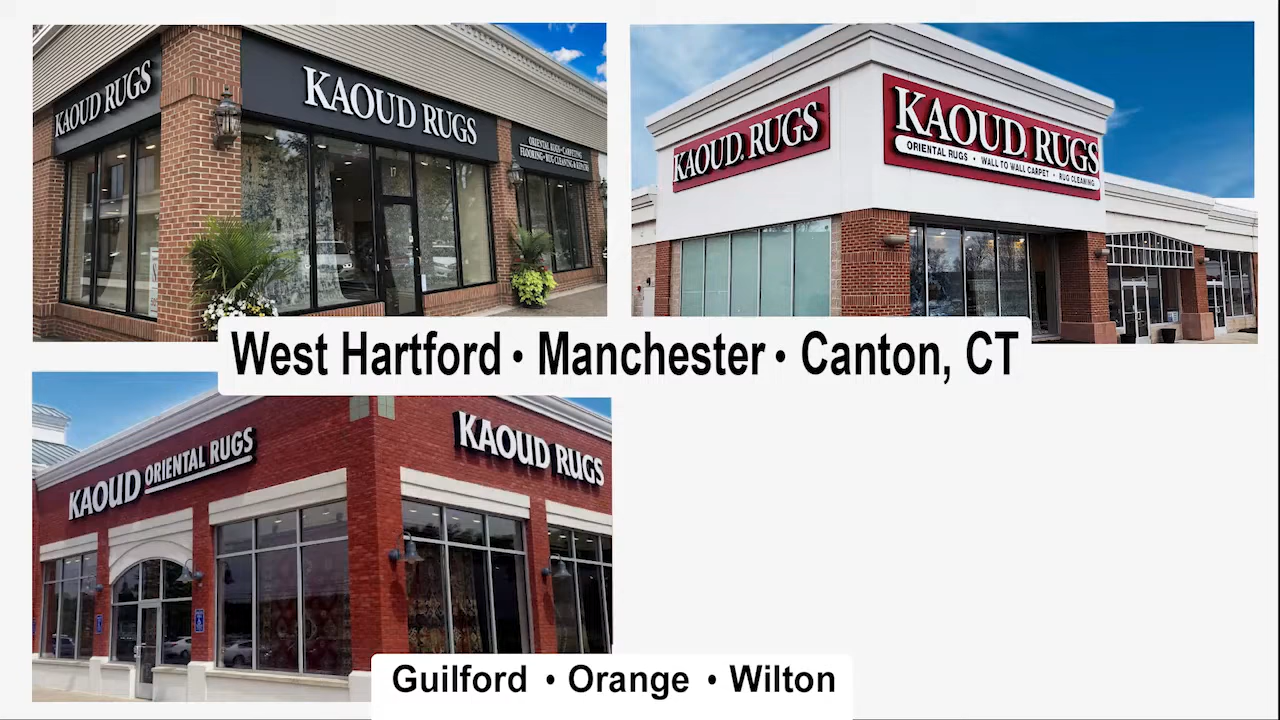 KAOUD RUGS
KAOUD RUGS
ORIENTAL RUGS • CARPETING
FLOORING • RUG CLEANING & REPAIR
17
KAOUD RUGS
KAOUD RUGS
ORIENTAL RUGS • WALL TO WALL CARPET • RUG CLEANING
West Hartford • Manchester • Canton, CT
KAOUD ORIENTAL RUGS
KAOUD RUGS
Guilford • Orange • Wilton